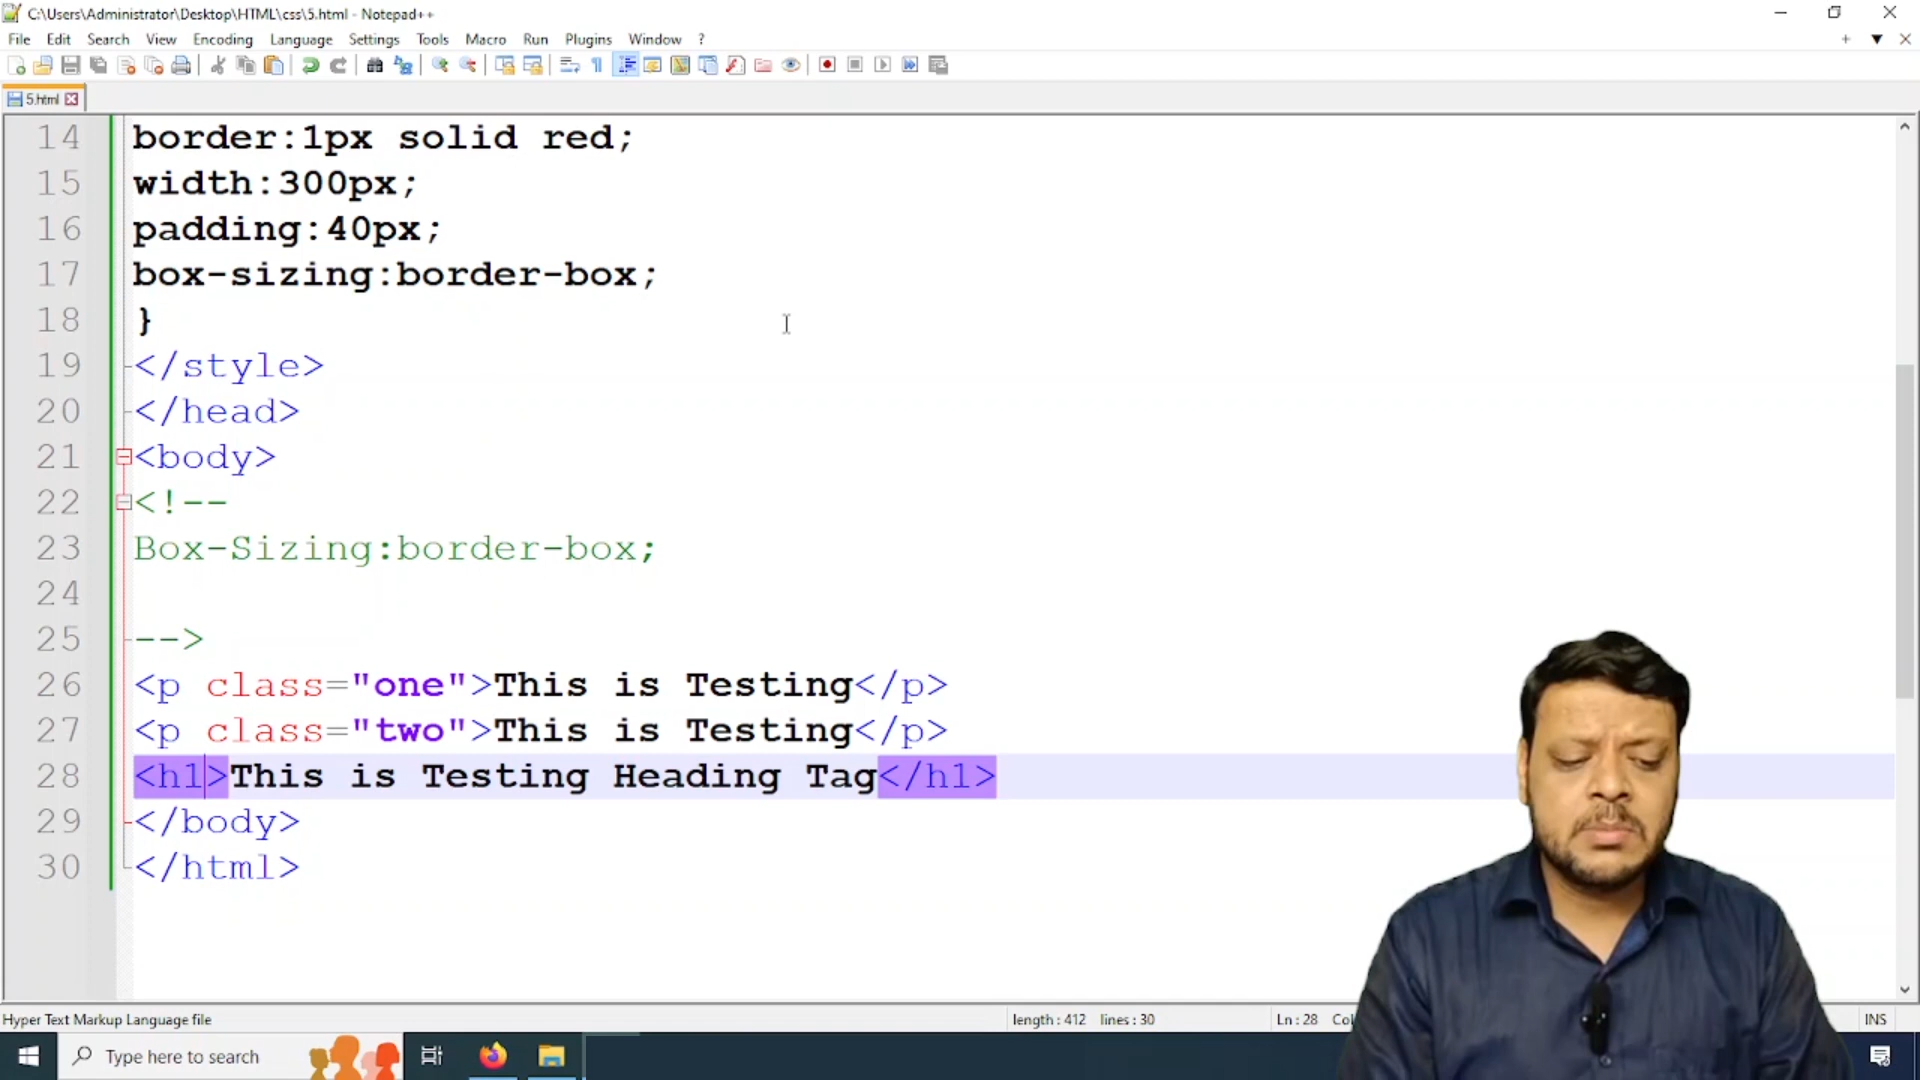 C:\Users\Administrator\Desktop\HTML\css\5.html - Notepad++
File Edit Search View Encoding Language Settings Tools Macro Run Plugins Window ?
5.html
14 border:1px solid red;
15 width:300px;
16 padding:40px;
17 box-sizing:border-box;
18 }
19 </style>
20 </head>
21 <body>
22 <!--
23 Box-Sizing:border-box;
24
25 -->
26 <p class="one">This is Testing</p>
27 <p class="two">This is Testing</p>
28 <h1>This is Testing Heading Tag</h1>
29 </body>
30 </html>
Hyper Text Markup Language file length : 412 lines : 30 Ln : 28 Col INS
Type here to search